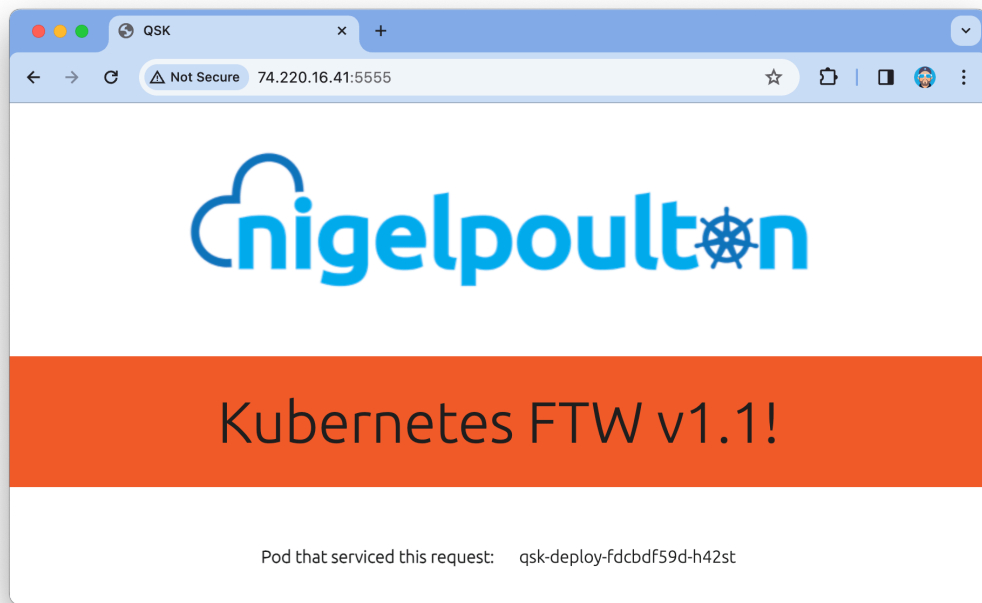 QSK
Not Secure 74.220.16.41:5555
nigelpoulton
Kubernetes FTW v1.1!
Pod that serviced this request: qsk-deploy-fdcbdf59d-h42st